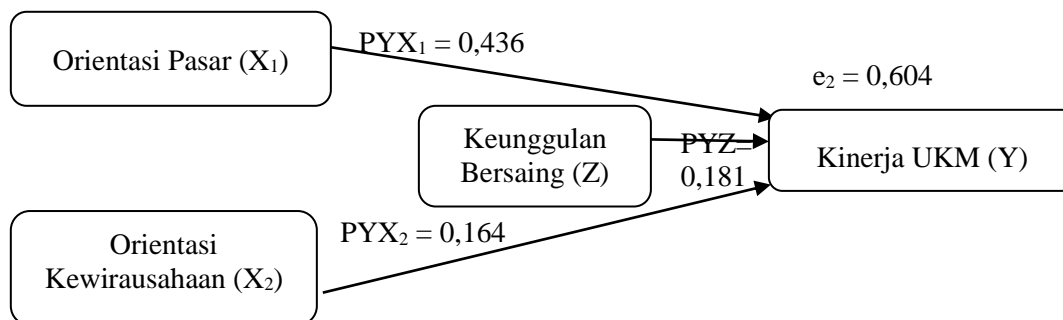 PYX₁ = 0,436
Orientasi Pasar (X₁)
e₂ = 0,604
Keunggulan
Bersaing (Z)
PYZ=
0,181
Kinerja UKM (Y)
PYX₂ = 0,164
Orientasi
Kewirausahaan (X₂)